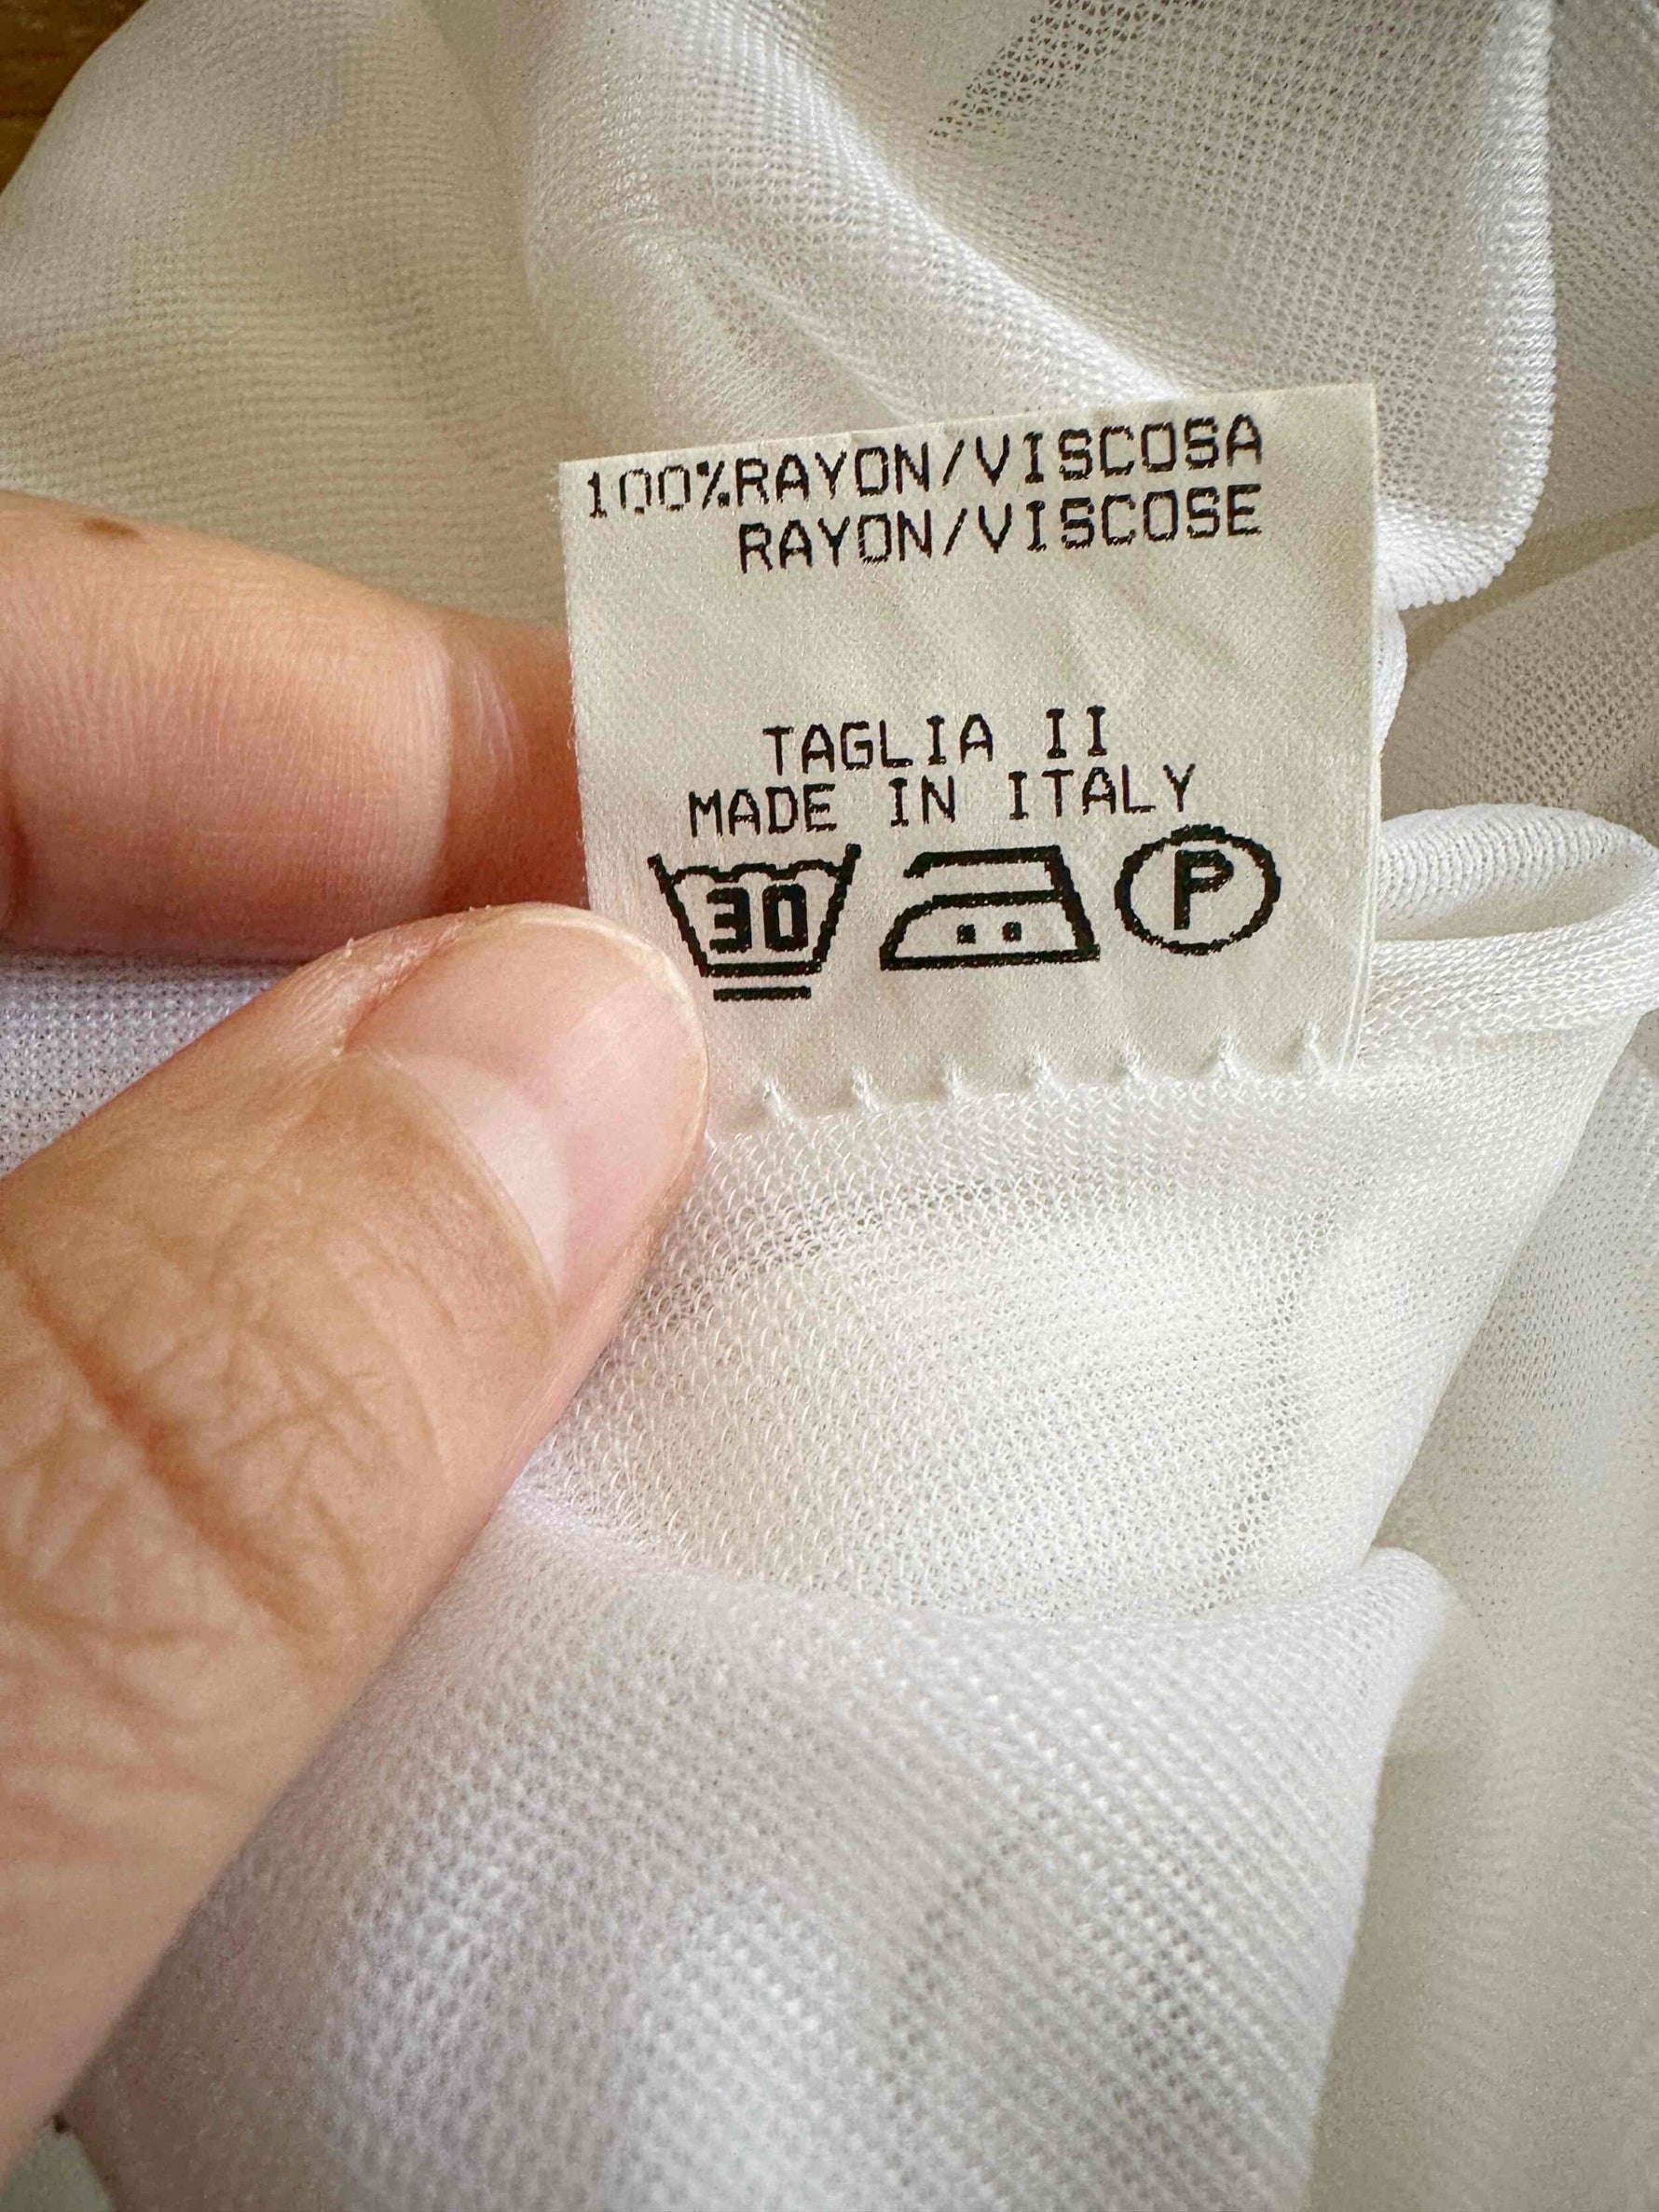 100%RAYON/VISCOSA
RAYON/VISCOSE
TAGLIA II
MADE IN ITALY
30 P